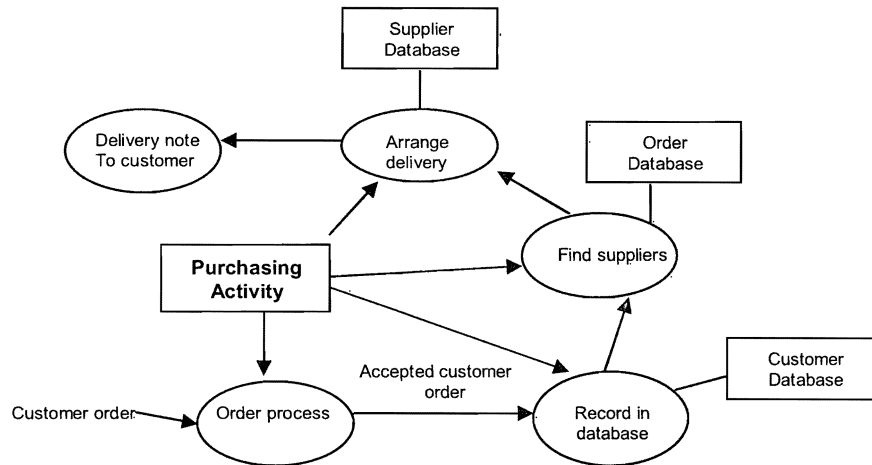 Supplier
Database
Delivery note
To customer
Arrange
delivery
Order
Database
Purchasing
Activity
Find suppliers
Customer
Database
Accepted customer
order
Customer order
Order process
Record in
database